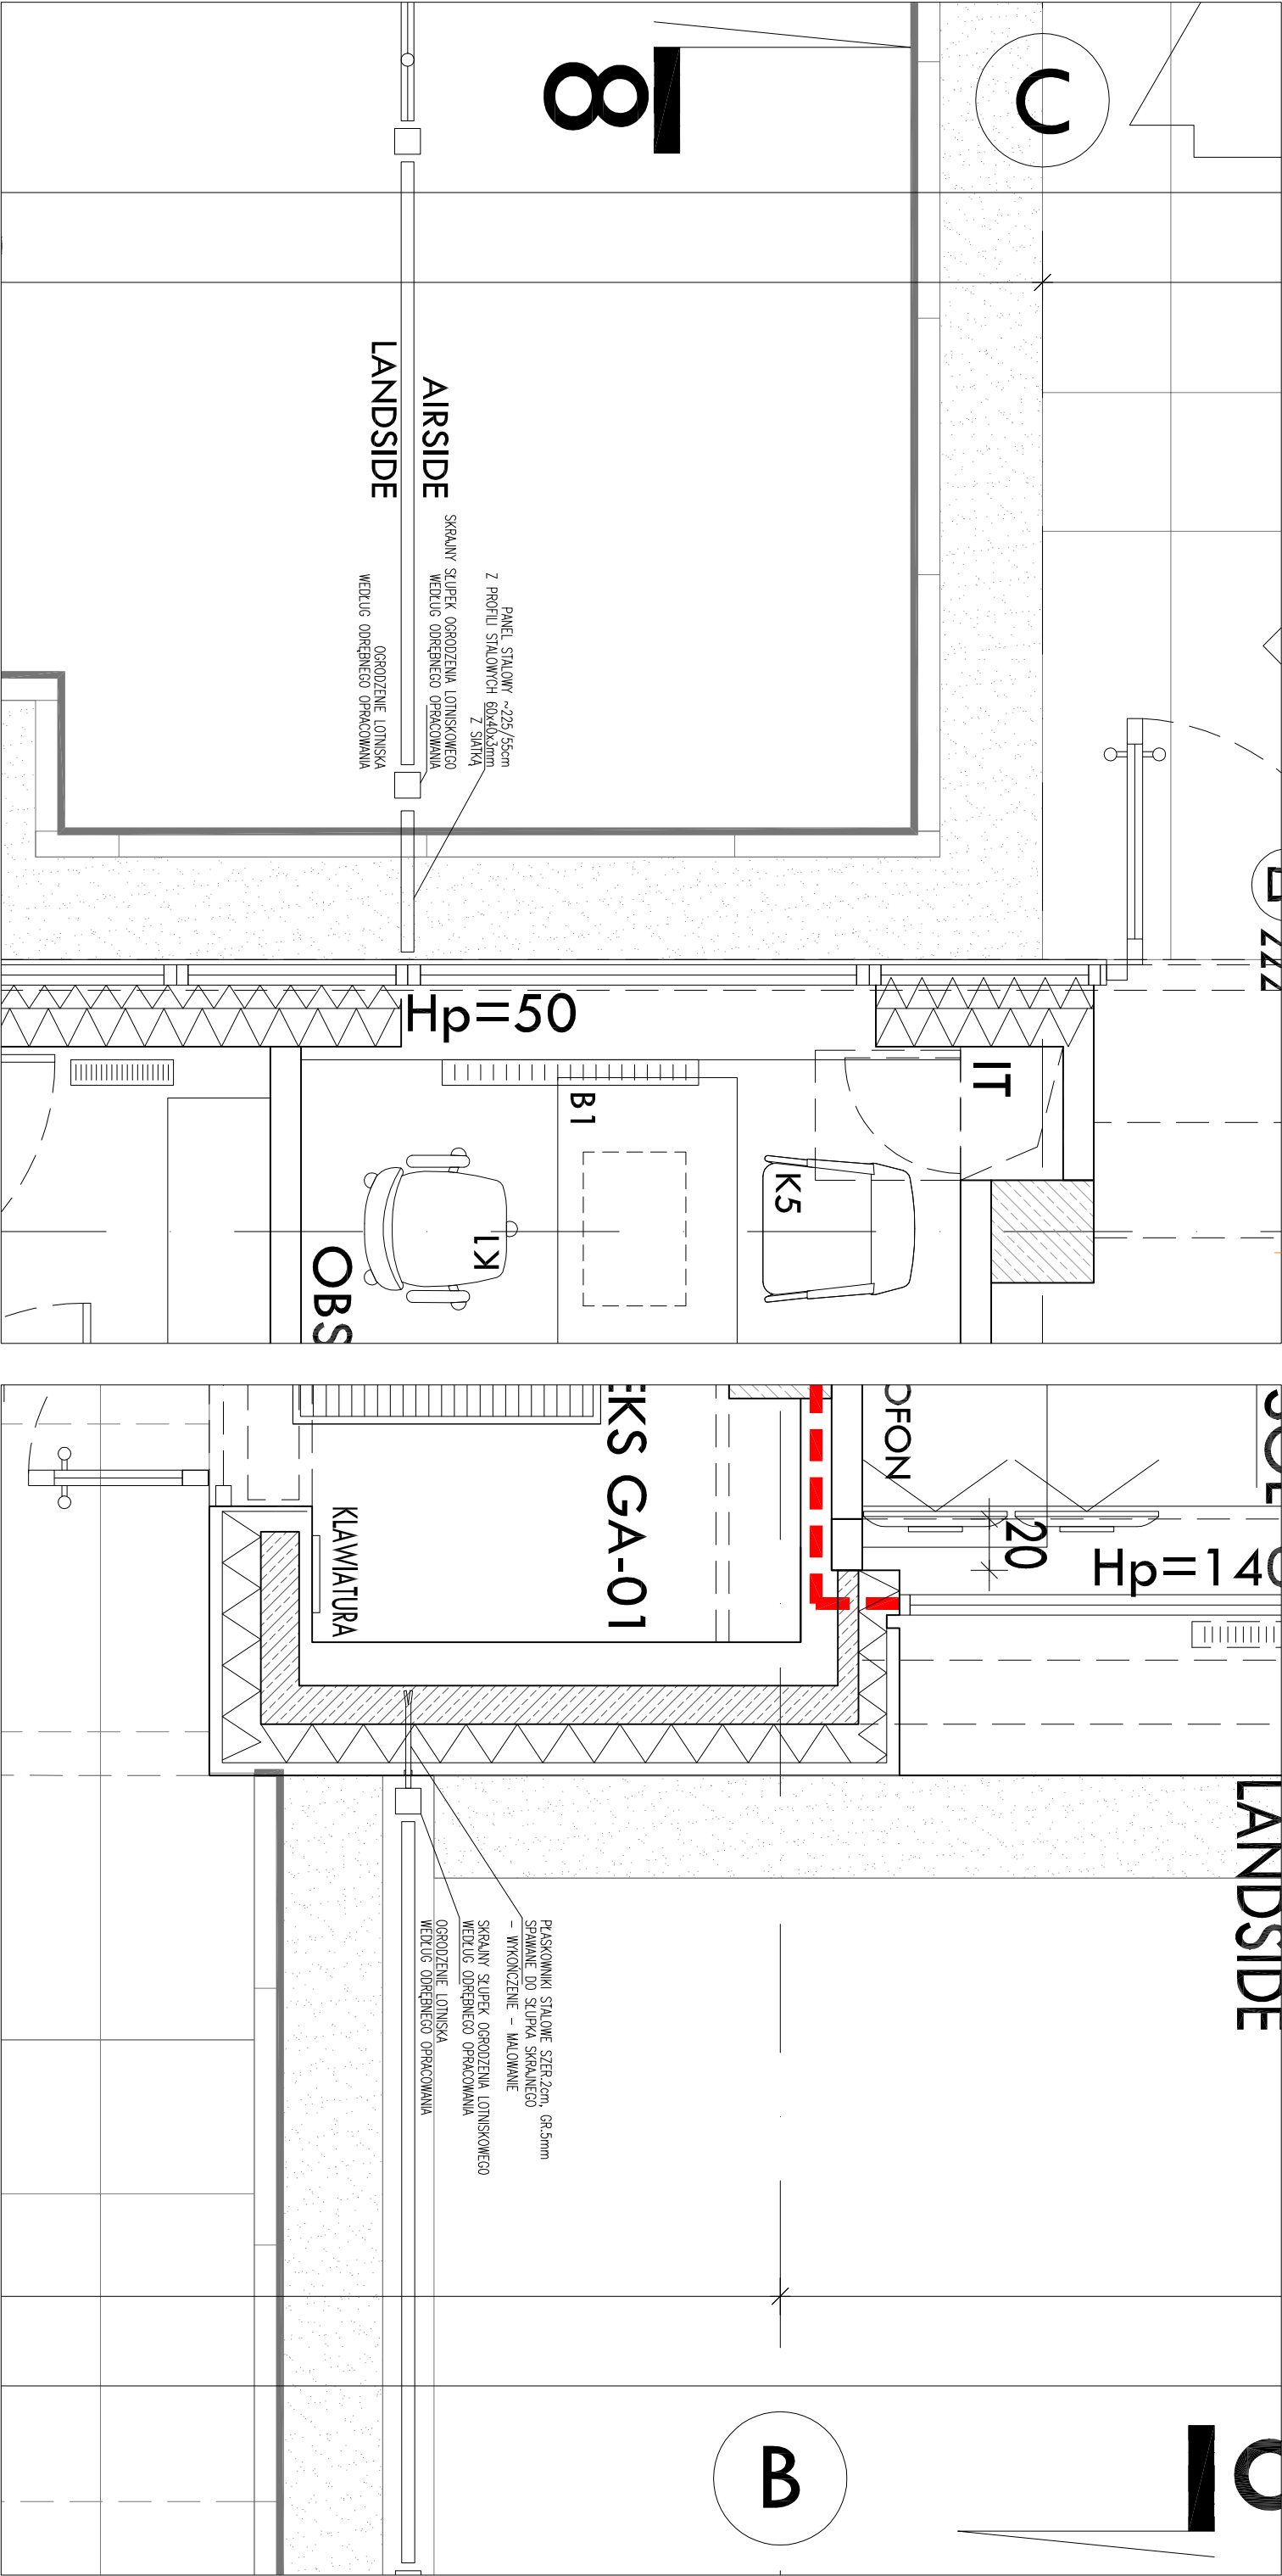 8
C
AIRSIDE
LANDSIDE
PANEL STALOWY ~225/55cm
Z PROFILI STALOWYCH 60x40x3mm
Z SIATKĄ
SKRAJNY SŁUPEK OGRODZENIA LOTNISKOWEGO
WEDŁUG ODRĘBNEGO OPRACOWANIA
OGRODZENIE LOTNISKA
WEDŁUG ODRĘBNEGO OPRACOWANIA
Hp=50
IT
B1
K5
K1
OBS
EKS GA-01
OFON
KLAWIATURA
20
Hp=140
LANDSIDE
PŁASKOWNIKI STALOWE SZER.2cm, GR.5mm
SPAWANE DO SŁUPKA SKRAJNEGO
- WYKOŃCZENIE - MALOWANIE
SKRAJNY SŁUPEK OGRODZENIA LOTNISKOWEGO
WEDŁUG ODRĘBNEGO OPRACOWANIA
OGRODZENIE LOTNISKA
WEDŁUG ODRĘBNEGO OPRACOWANIA
B